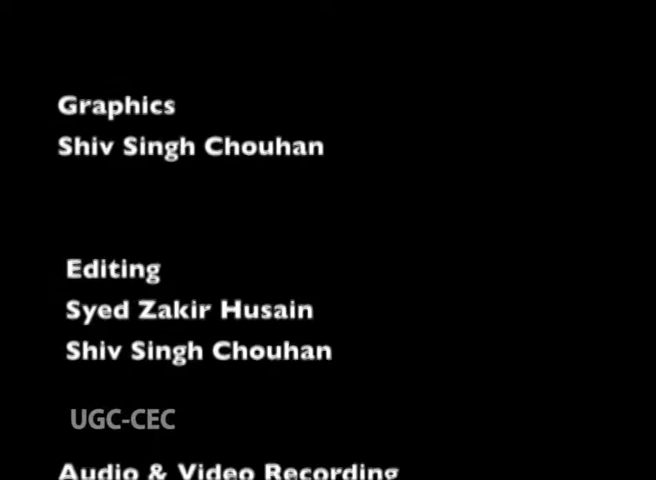 Graphics
Shiv Singh Chouhan
Editing
Syed Zakir Husain
Shiv Singh Chouhan
UGC-CEC
Audio & Video Recording